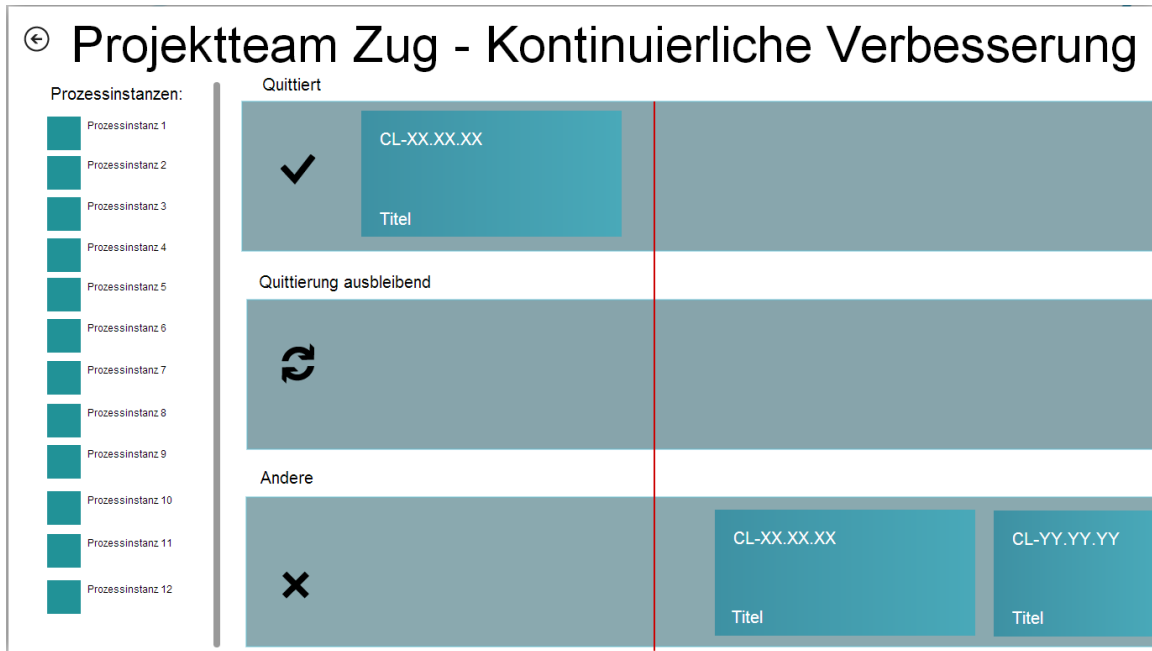 Projektteam Zug - Kontinuierliche Verbesserung
Prozessinstanzen:
Prozessinstanz 1
Prozessinstanz 2
Prozessinstanz 3
Prozessinstanz 4
Prozessinstanz 5
Prozessinstanz 6
Prozessinstanz 7
Prozessinstanz 8
Prozessinstanz 9
Prozessinstanz 10
Prozessinstanz 11
Prozessinstanz 12
Quittiert
CL-XX.XX.XX
Titel
Quittierung ausbleibend
Andere
CL-XX.XX.XX
Titel
CL-YY.YY.YY
Titel